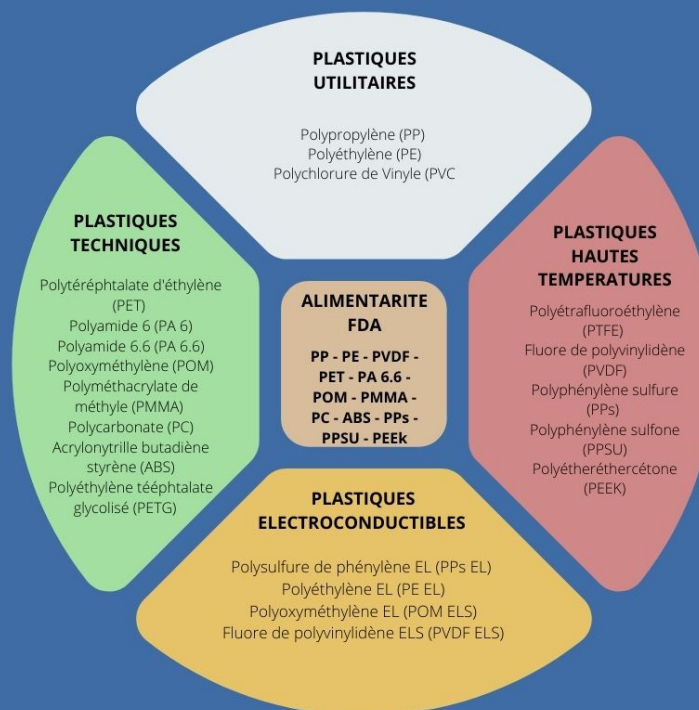 PLASTIQUES
UTILITAIRES
Polypropylène (PP)
Polyéthylène (PE)
Polychlorure de Vinyle (PVC
PLASTIQUES
TECHNIQUES
Polytéréphtalate d'éthylène
(PET)
Polyamide 6 (PA 6)
Polyamide 6.6 (PA 6.6)
Polyoxyméthylène (POM)
Polyméthacrylate de
méthyle (PMMA)
Polycarbonate (PC)
Acrylonytrille butadiène
styrène (ABS)
Polyéthylène tééphtalate
glycolisé (PETG)
ALIMENTARITE
FDA
PP - PE - PVDF -
PET - PA 6.6 -
POM - PMMA -
PC - ABS - PPs -
PPSU - PEEk
PLASTIQUES
HAUTES
TEMPERATURES
Polyétrafluoroéthylène
(PTFE)
Fluore de polyvinylidène
(PVDF)
Polyphénylène sulfure
(PPs)
Polyphénylène sulfone
(PPSU)
Polyétheréthercétone
(PEEK)
PLASTIQUES
ELECTROCONDUCTIBLES
Polysulfure de phénylène EL (PPs EL)
Polyéthylène EL (PE EL)
Polyoxyméthylène EL (POM ELS)
Fluore de polyvinylidène ELS (PVDF ELS)